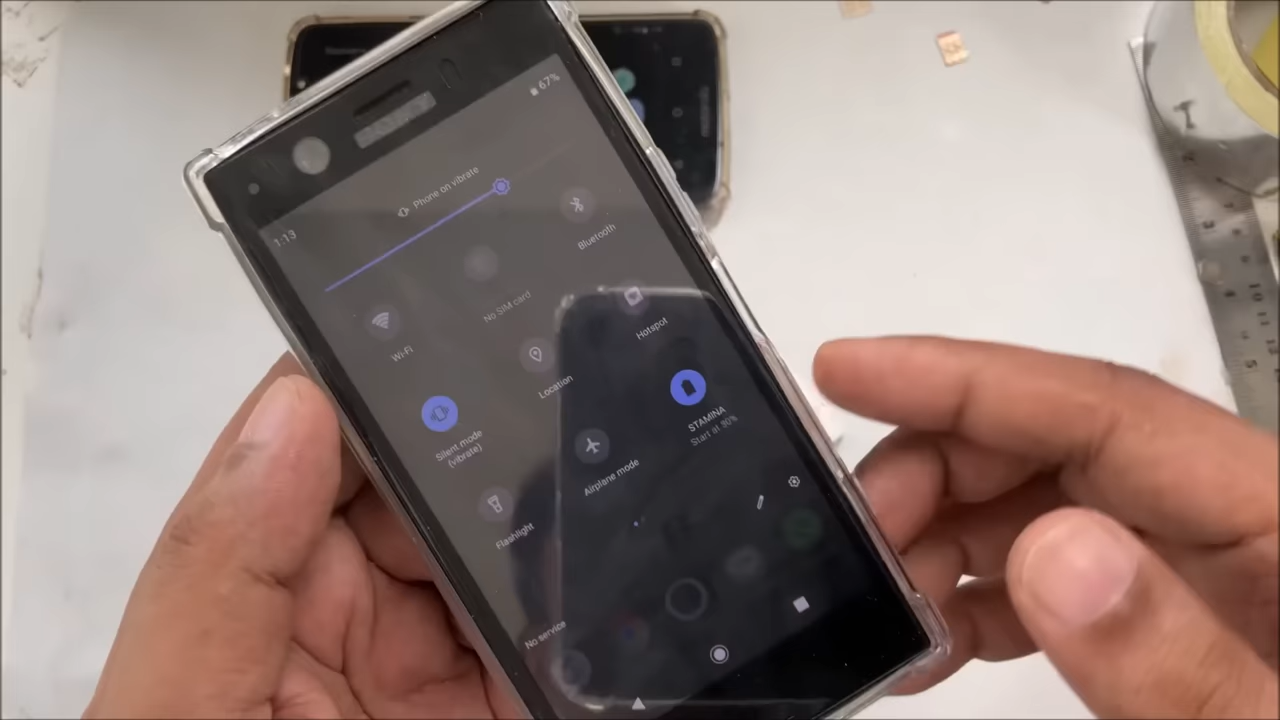 67%
SONY
Phone on vibrate
1:13
Bluetooth
No SIM card
Wi-Fi
Hotspot
Location
STAMINA
Start at 30%
Silent mode
(vibrate)
Airplane mode
Flashlight
No service